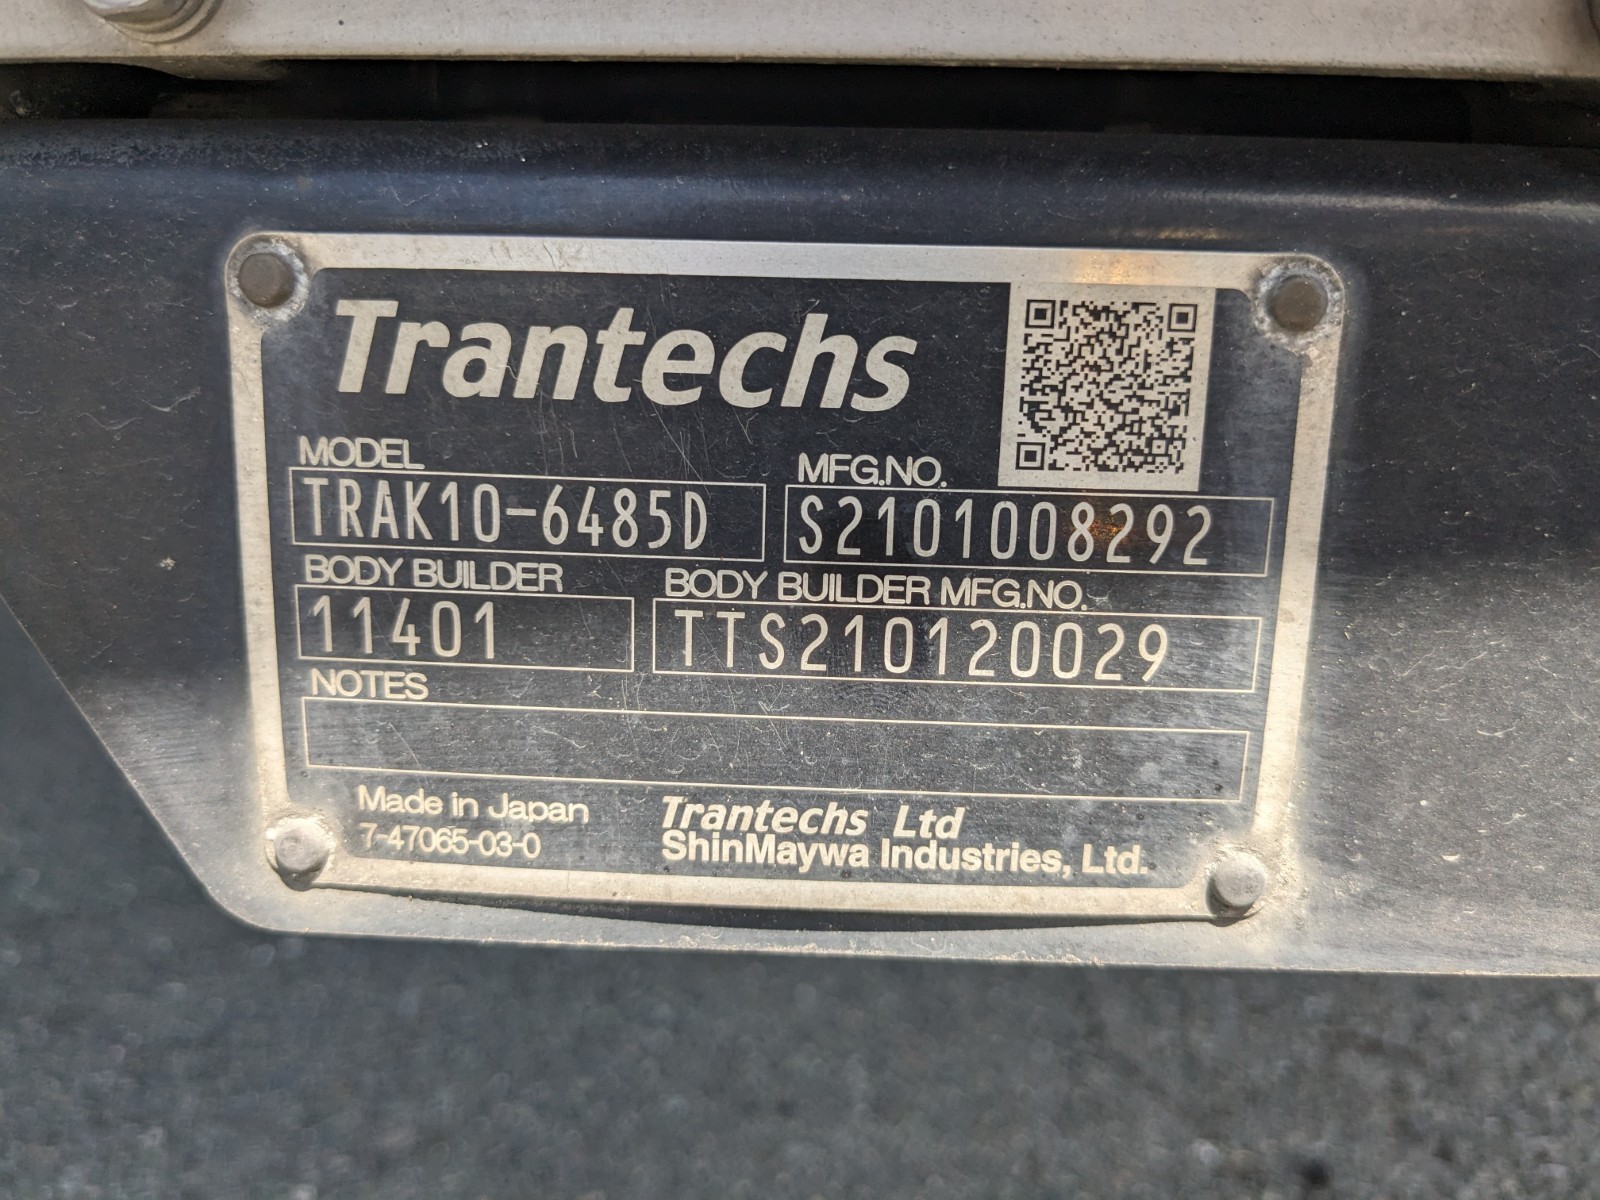 Trantechs
MODEL
MFG.NO.
TRAK10-6485D
S2101008292
BODY BUILDER
BODY BUILDER MFG.NO.
11401
TTS210120029
NOTES
Made in Japan
Trantechs Ltd
7-47065-03-0
ShinMaywa Industries, Ltd.